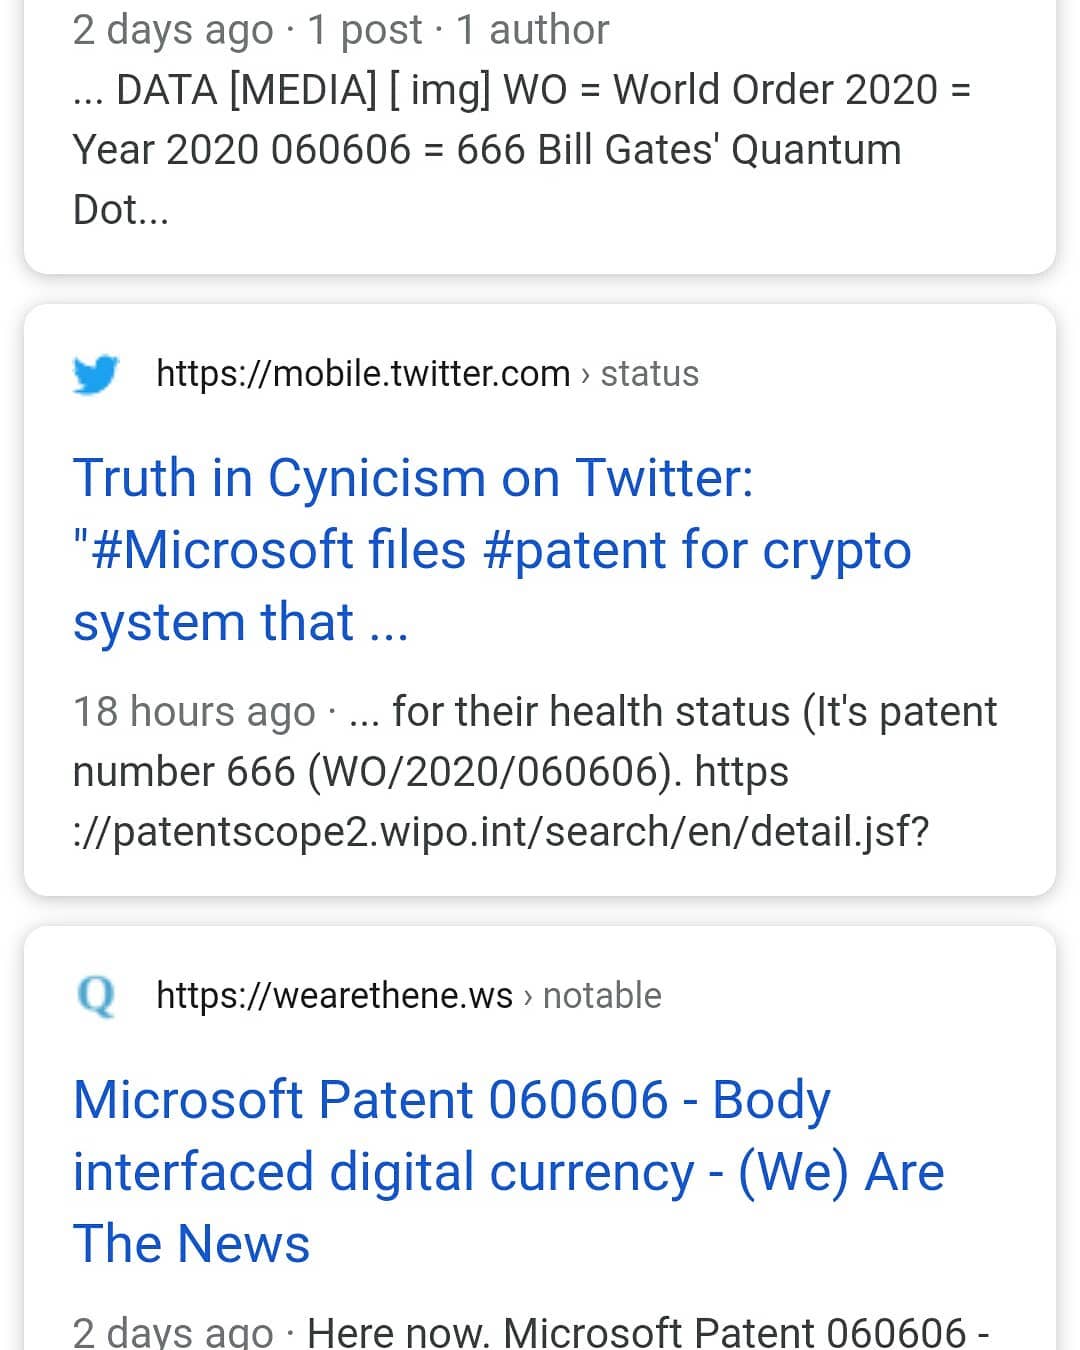 2 days ago · 1 post · 1 author
... DATA [MEDIA] [ img] WO = World Order 2020 =
Year 2020 060606 = 666 Bill Gates' Quantum
Dot...
https://mobile.twitter.com › status
Truth in Cynicism on Twitter:
"#Microsoft files #patent for crypto
system that ...
18 hours ago · ... for their health status (It's patent
number 666 (WO/2020/060606). https
://patentscope2.wipo.int/search/en/detail.jsf?
Q https://wearethene.ws › notable
Microsoft Patent 060606 - Body
interfaced digital currency - (We) Are
The News
2 days ago · Here now. Microsoft Patent 060606 -